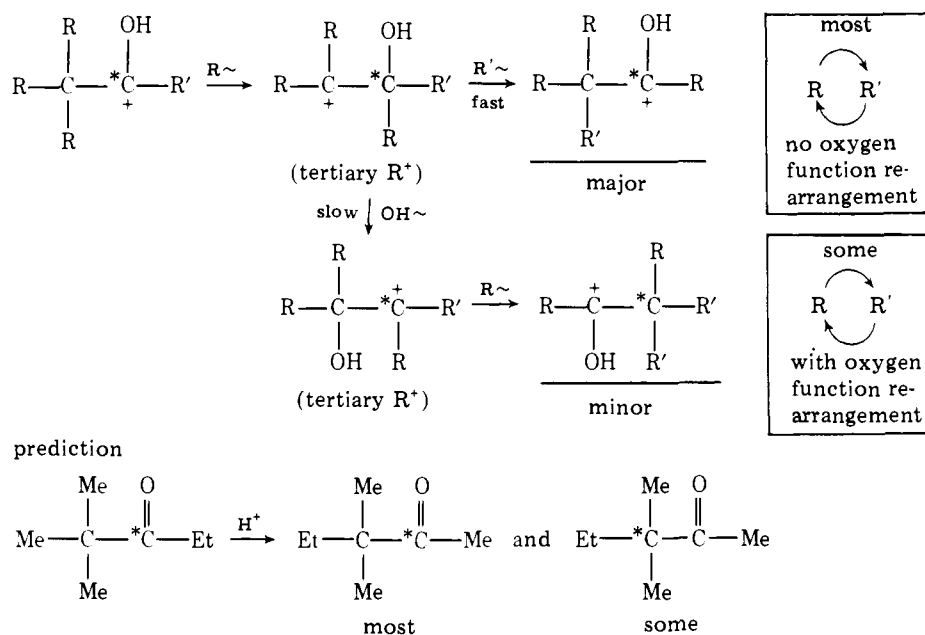 R OH R OH R OH most
R—C—*C—R' R~ R—C—*C—R' R'~ R—C—*C—R R R'
+ + fast +
R R R' no oxygen
(tertiary R+) major function re-
arrangement
slow OH~
R + + R some
R—C—*C—R' R~ R—C—*C—R' R R'
OH R OH R' with oxygen
(tertiary R+) minor function re-
arrangement
prediction
Me O Me O Me O
Me—C—*C—Et H+ Et—C—*C—Me and Et—*C—C—Me
Me Me Me
most some